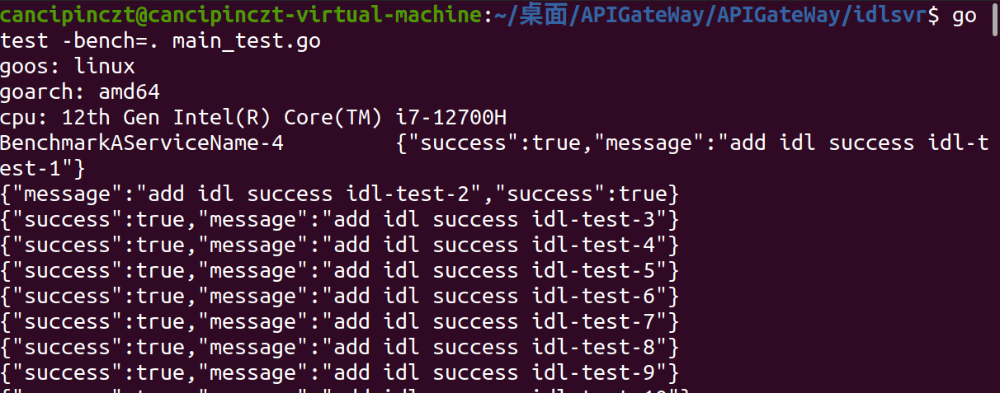 cancipinczt@cancipinczt-virtual-machine:~/桌面/APIGateWay/APIGateWay/idlsvr$ go
test -bench=. main_test.go
goos: linux
goarch: amd64
cpu: 12th Gen Intel(R) Core(TM) i7-12700H
BenchmarkAServiceName-4         {"success":true,"message":"add idl success idl-t
est-1"}
{"message":"add idl success idl-test-2","success":true}
{"success":true,"message":"add idl success idl-test-3"}
{"success":true,"message":"add idl success idl-test-4"}
{"success":true,"message":"add idl success idl-test-5"}
{"success":true,"message":"add idl success idl-test-6"}
{"success":true,"message":"add idl success idl-test-7"}
{"success":true,"message":"add idl success idl-test-8"}
{"success":true,"message":"add idl success idl-test-9"}